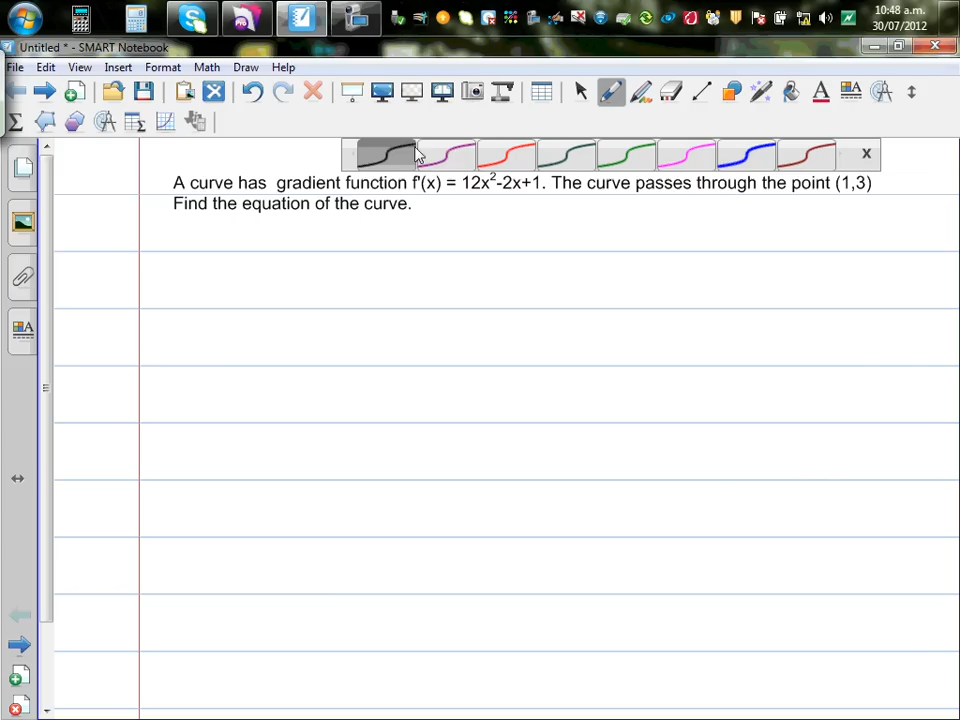 10:48 a.m.
30/07/2012
Untitled * - SMART Notebook
File Edit View Insert Format Math Draw Help
A curve has gradient function f'(x) = 12x²-2x+1. The curve passes through the point (1,3)
Find the equation of the curve.